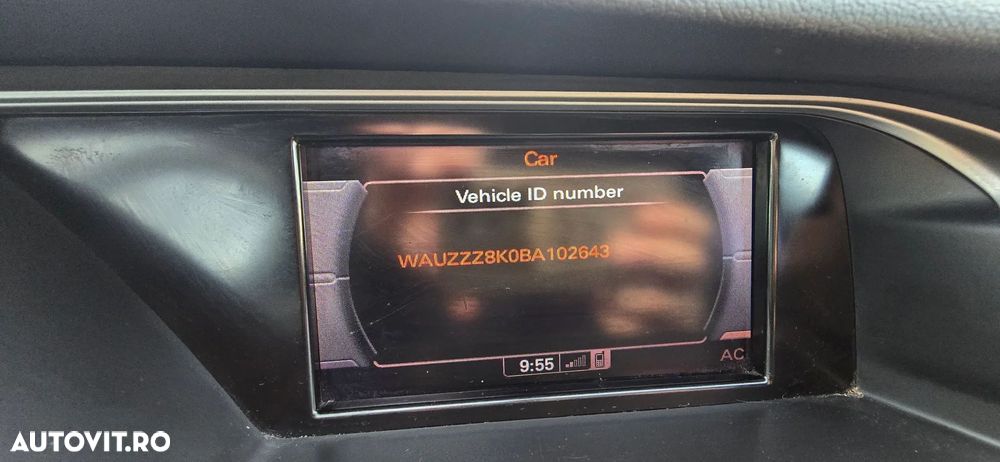 Car
Vehicle ID number
WAUZZZ8K0BA102643
9:55
AC
AUTOVIT.RO